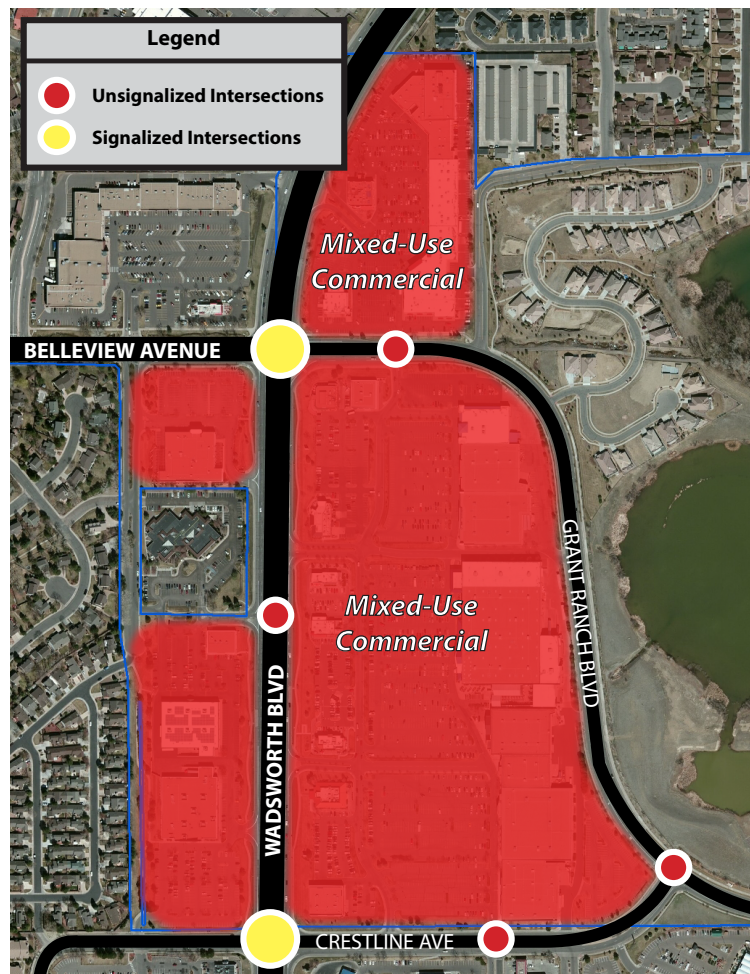 Legend
Unsignalized Intersections
Signalized Intersections
Mixed-Use
Commercial
BELLEVIEW AVENUE
GRANT RANCH BLVD
Mixed-Use
Commercial
WADSWORTH BLVD
CRESTLINE AVE